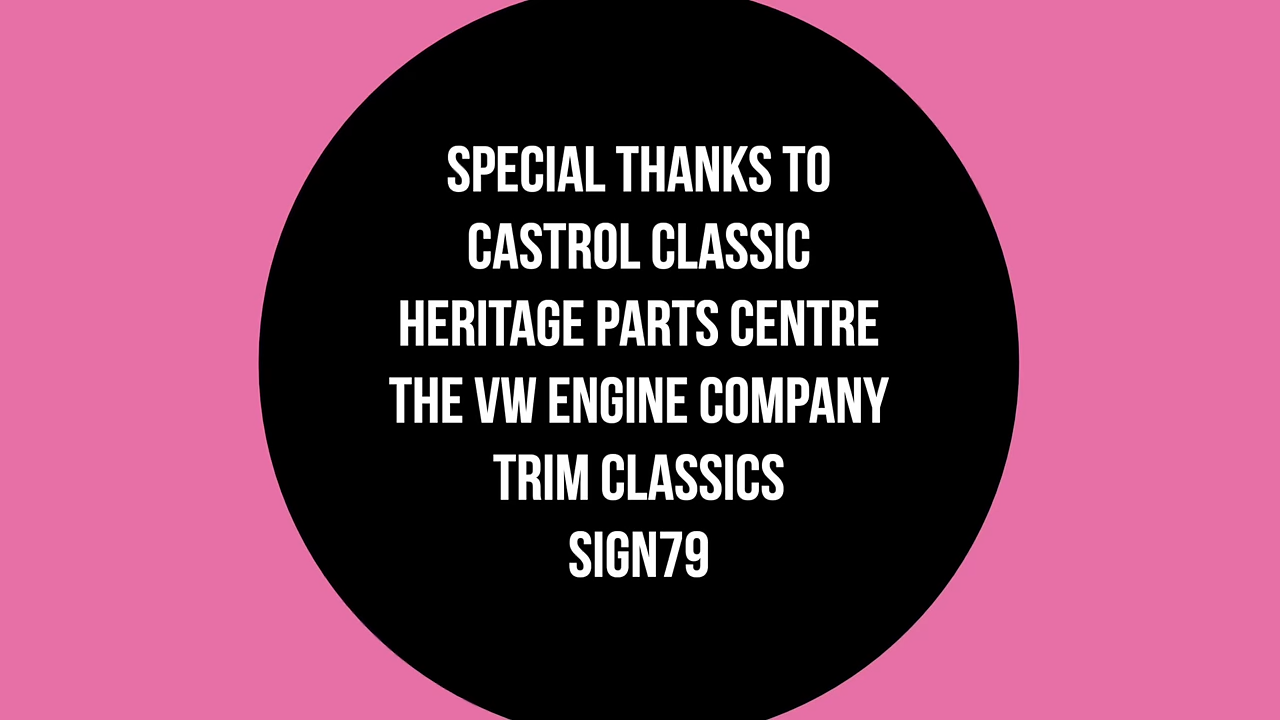 SPECIAL THANKS TO
CASTROL CLASSIC
HERITAGE PARTS CENTRE
THE VW ENGINE COMPANY
TRIM CLASSICS
SIGN79